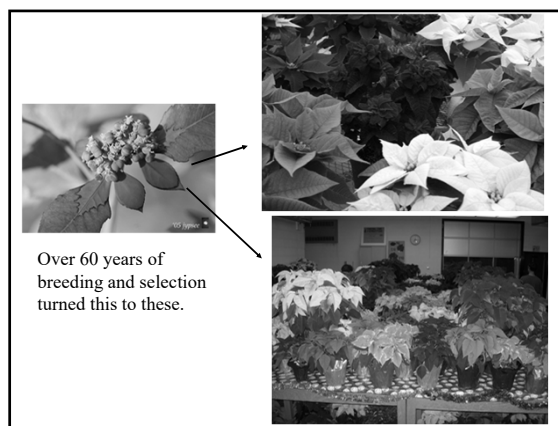 Over 60 years of
breeding and selection
turned this to these.